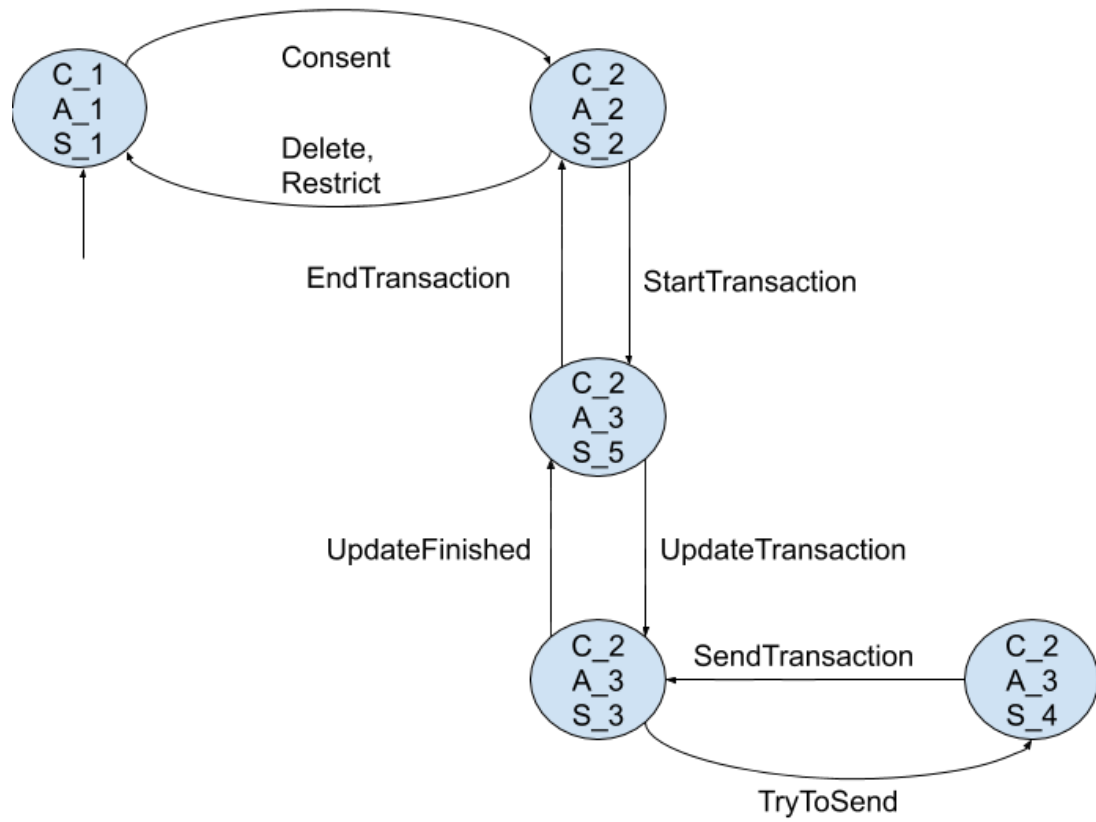 C_1
A_1
S_1
Consent
C_2
A_2
S_2
Delete,
Restrict
EndTransaction
StartTransaction
C_2
A_3
S_5
UpdateFinished
UpdateTransaction
C_2
A_3
S_3
SendTransaction
C_2
A_3
S_4
TryToSend